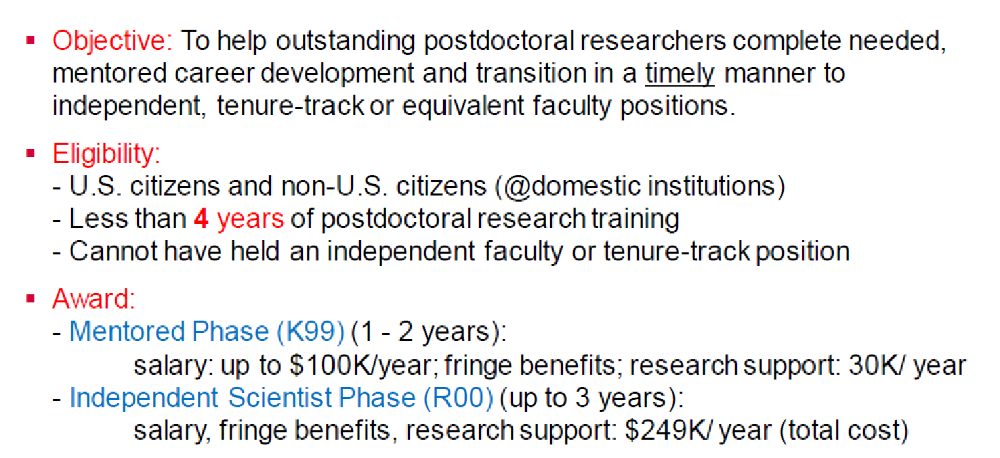 ▪ Objective: To help outstanding postdoctoral researchers complete needed,
mentored career development and transition in a timely manner to
independent, tenure-track or equivalent faculty positions.
▪ Eligibility:
- U.S. citizens and non-U.S. citizens (@domestic institutions)
- Less than 4 years of postdoctoral research training
- Cannot have held an independent faculty or tenure-track position
▪ Award:
- Mentored Phase (K99) (1 - 2 years):
salary: up to $100K/year; fringe benefits; research support: 30K/ year
- Independent Scientist Phase (R00) (up to 3 years):
salary, fringe benefits, research support: $249K/ year (total cost)